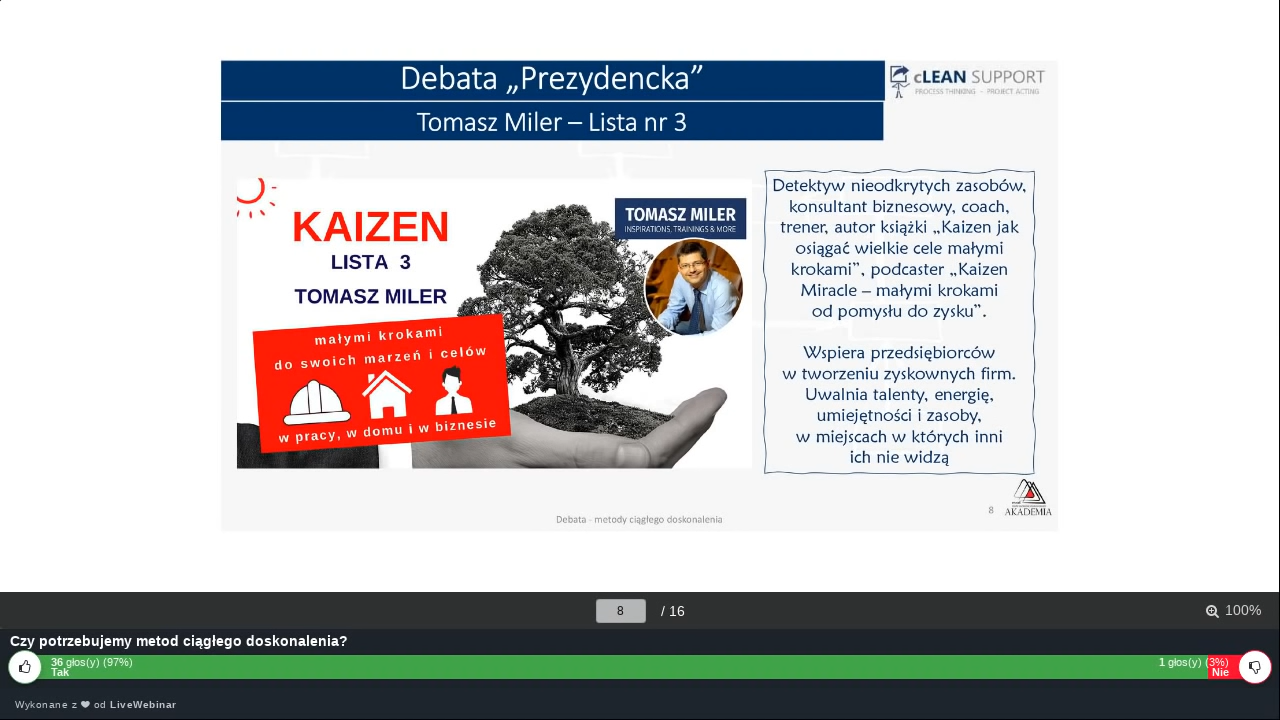 Debata „Prezydencka”
cLEAN SUPPORT
PROCESS THINKING - PROJECT ACTING
Tomasz Miler – Lista nr 3
KAIZEN
LISTA 3
TOMASZ MILER
małymi krokami
do swoich marzeń i celów
w pracy, w domu i w biznesie
TOMASZ MILER
INSPIRATIONS, TRAININGS & MORE
Detektyw nieodkrytych zasobów,
konsultant biznesowy, coach,
trener, autor książki „Kaizen jak
osiągać wielkie cele małymi
krokami”, podcaster „Kaizen
Miracle – małymi krokami
od pomysłu do zysku”.
Wspiera przedsiębiorców
w tworzeniu zyskownych firm.
Uwalnia talenty, energię,
umiejętności i zasoby,
w miejscach w których inni
ich nie widzą
Debata - metody ciągłego doskonalenia
8
AKADEMIA
8 / 16
100%
Czy potrzebujemy metod ciągłego doskonalenia?
36 głos(y) (97%)
Tak
1 głos(y) (3%)
Nie
Wykonane z od LiveWebinar